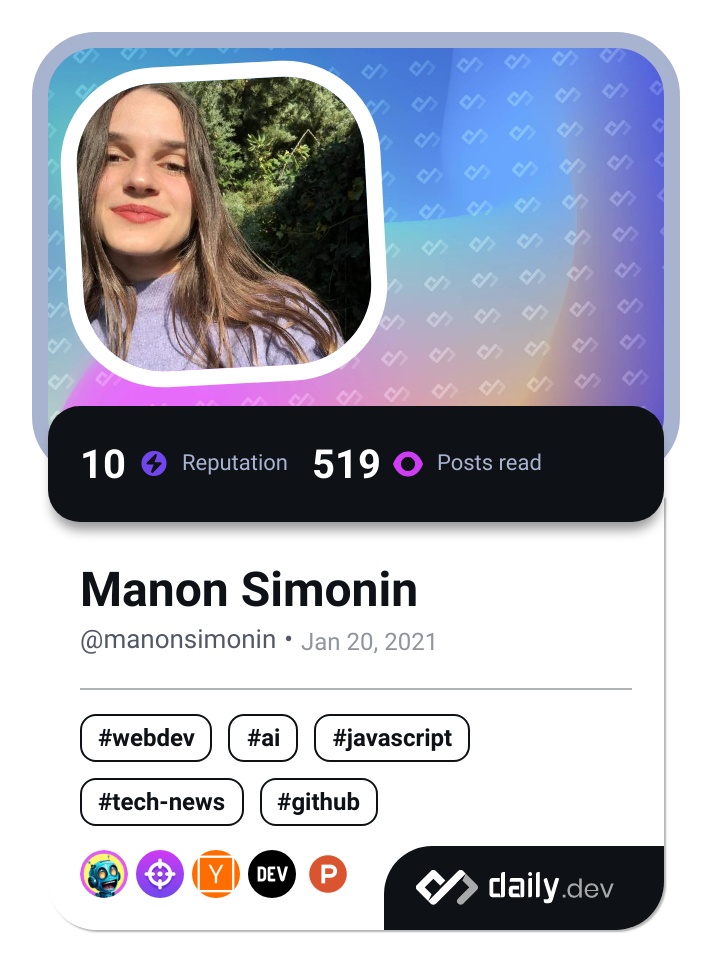 10 Reputation 519 Posts read
Manon Simonin
@manonsimonin • Jan 20, 2021
#webdev #ai #javascript
#tech-news #github
Y DEV P daily.dev